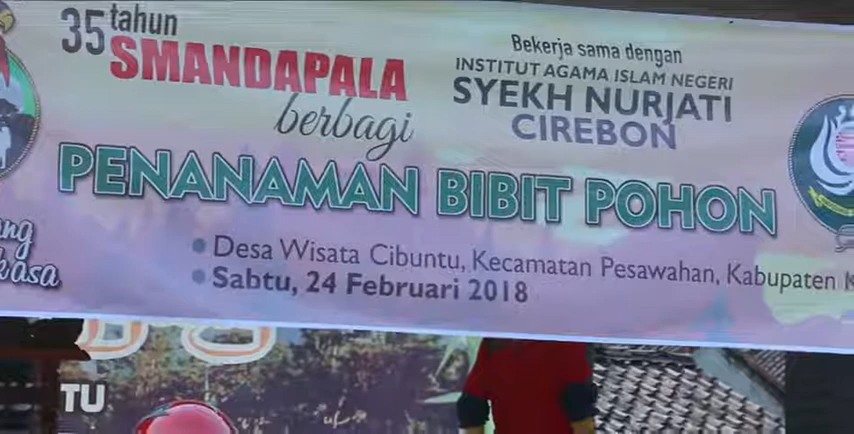 35 tahun
SMANDAPALA
berbagi
Bekerja sama dengan
INSTITUT AGAMA ISLAM NEGERI
SYEKH NURJATI
CIREBON
PENANAMAN BIBIT POHON
Desa Wisata Cibuntu, Kecamatan Pesawahan, Kabupaten
Sabtu, 24 Februari 2018
TU